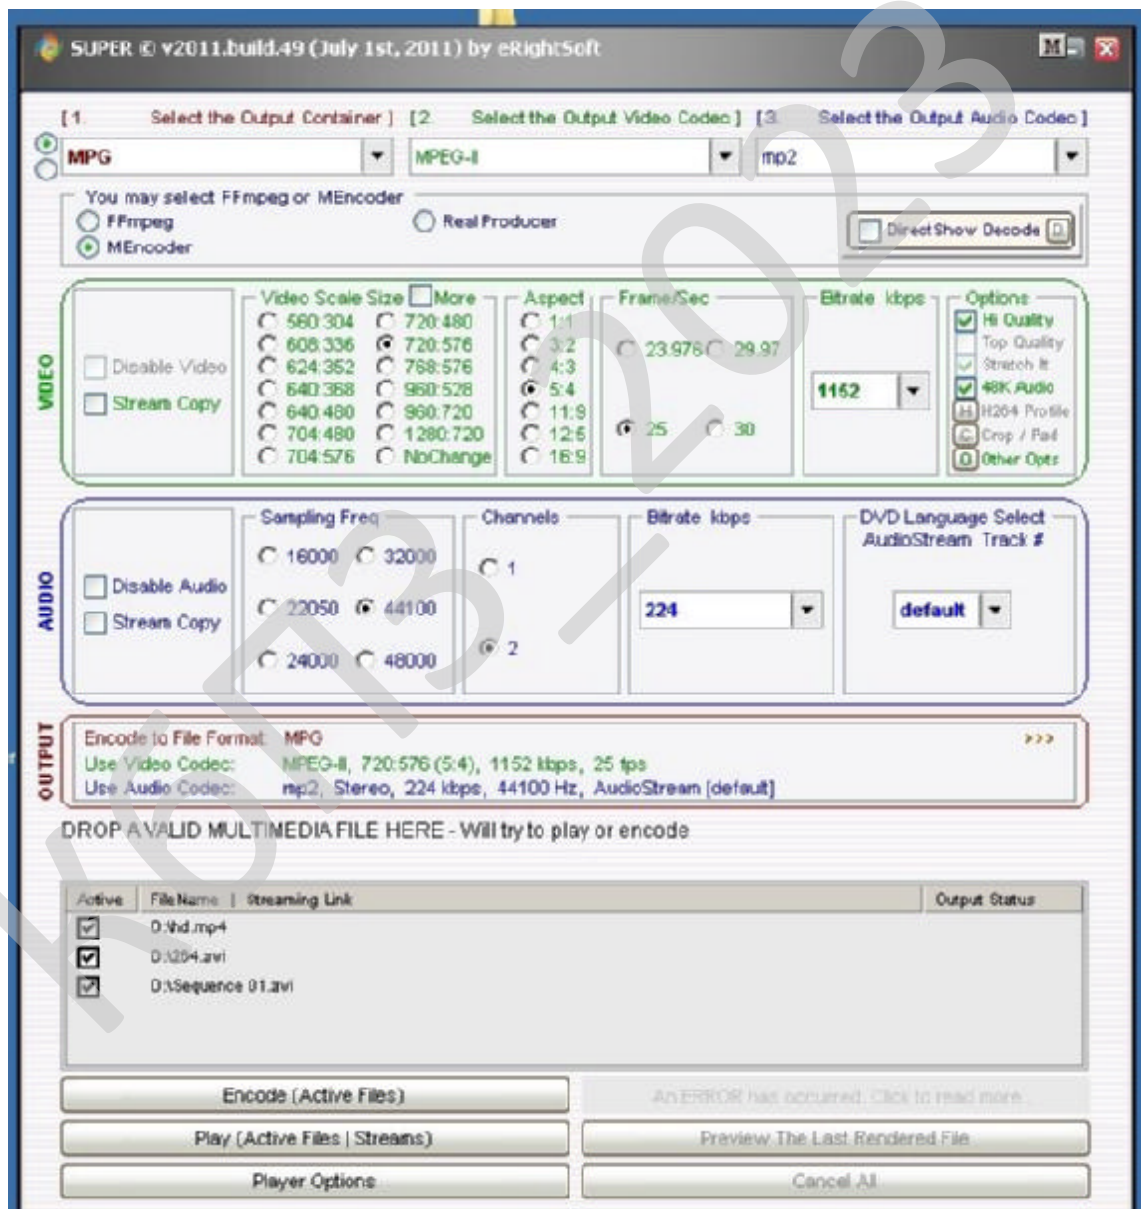 SUPER © v2011.build.49 (July 1st, 2011) by eRightSoft
M
[1. Select the Output Container] [2. Select the Output Video Codec] [3. Select the Output Audio Codec]
MPG MPEG-II mp2
You may select FFmpeg or MEncoder
FFmpeg Real Producer DirectShow Decode D
MEncoder
VIDEO
Disable Video
Stream Copy
Video Scale Size More
560:304 720:480
608:336 720:576
624:352 768:576
640:368 960:528
640:480 960:720
704:480 1280:720
704:576 NoChange
Aspect
1:1
3:2
4:3
5:4
11:9
12:5
16:9
Frame/Sec
23.976 29.97
25 30
Bitrate kbps
1152
Options
Hi Quality
Top Quality
Stretch It
48K Audio
H H264 Profile
C Crop / Pad
O Other Opts
AUDIO
Disable Audio
Stream Copy
Sampling Freq
16000 32000
22050 44100
24000 48000
Channels
1
2
Bitrate kbps
224
DVD Language Select
AudioStream Track #
default
OUTPUT
Encode to File Format: MPG >>>
Use Video Codec: MPEG-II, 720:576 (5:4), 1152 kbps, 25 fps
Use Audio Codec: mp2, Stereo, 224 kbps, 44100 Hz, AudioStream [default]
DROP A VALID MULTIMEDIA FILE HERE - Will try to play or encode
Active FileName | Streaming Link Output Status
D:\hd.mp4
D:\264.avi
D:\Sequence 01.avi
Encode (Active Files) An ERROR has occurred. Click to read more...
Play (Active Files | Streams) Preview The Last Rendered File
Player Options Cancel All
КбПЗ_2023